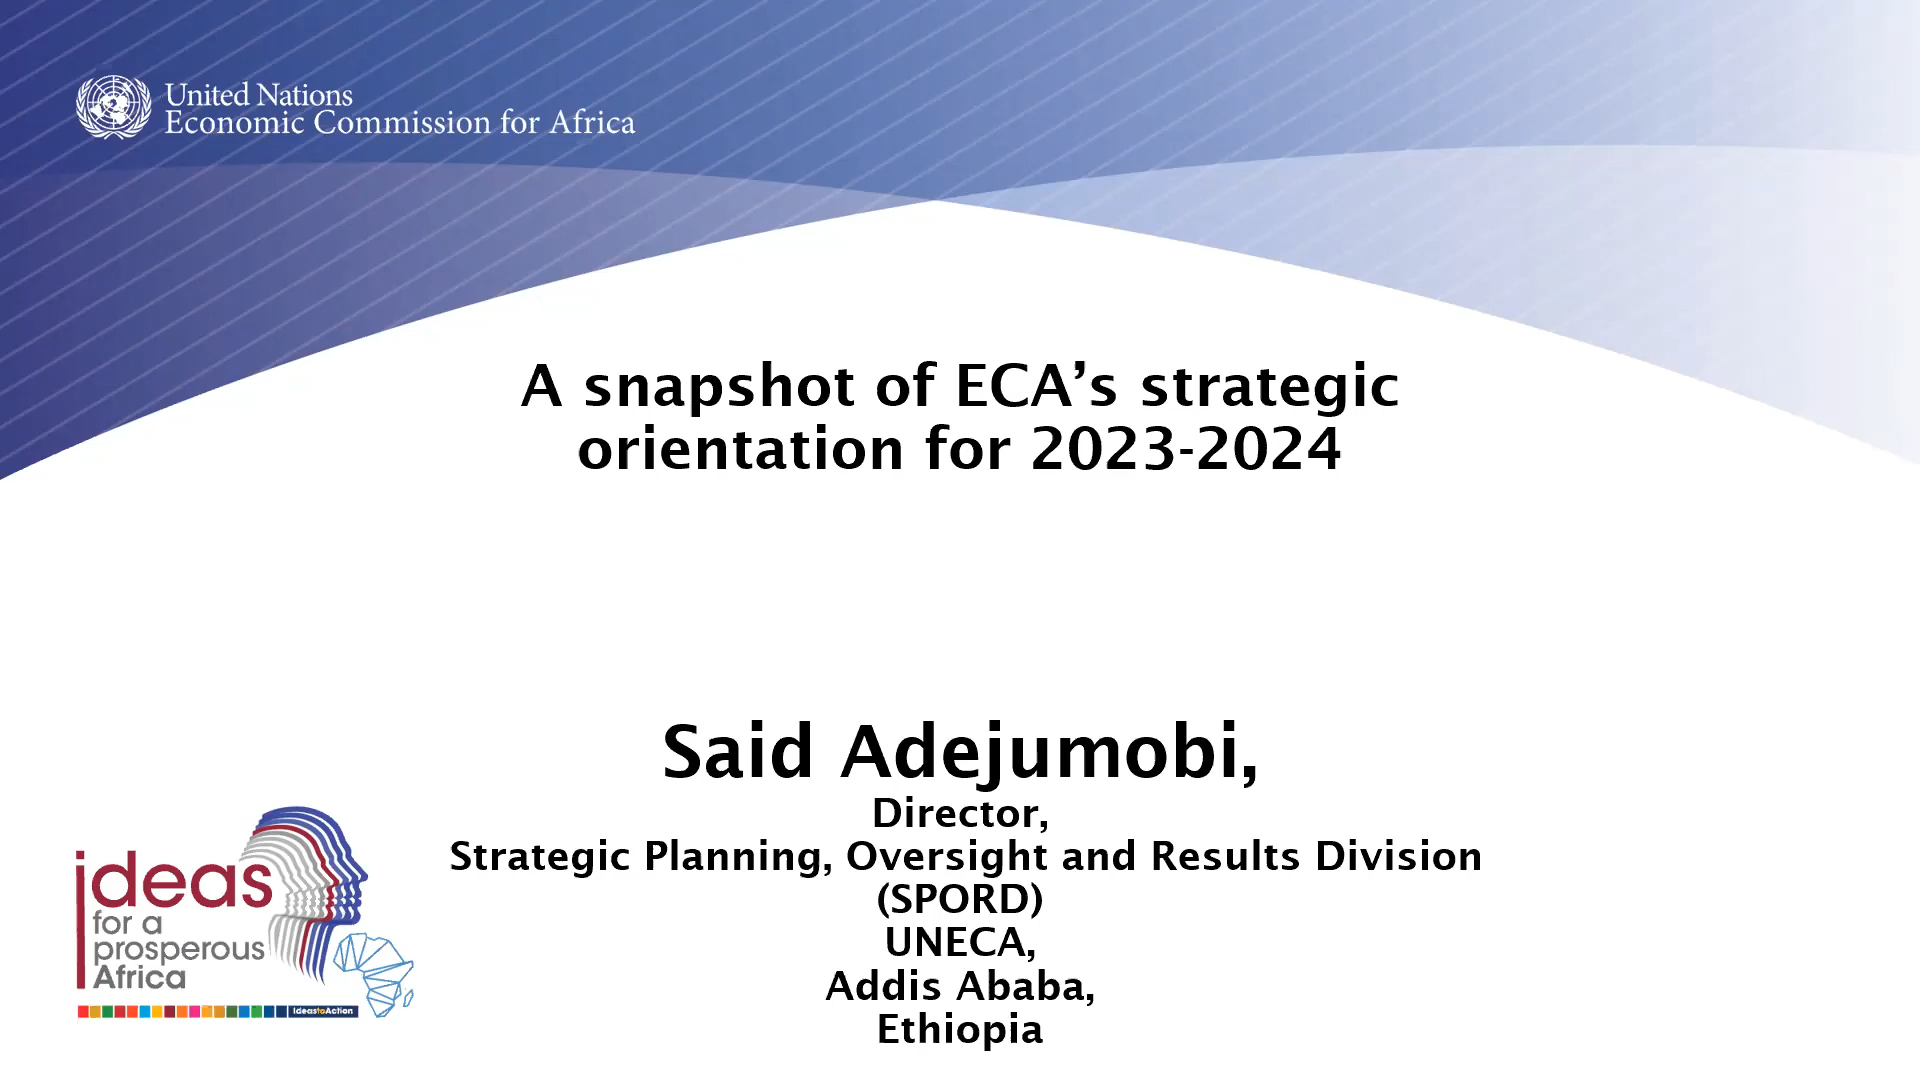 United Nations
Economic Commission for Africa
A snapshot of ECA’s strategic
orientation for 2023-2024
Said Adejumobi,
Director,
Strategic Planning, Oversight and Results Division
(SPORD)
UNECA,
Addis Ababa,
Ethiopia
ideas
for a
prosperous
Africa
IdeastoAction